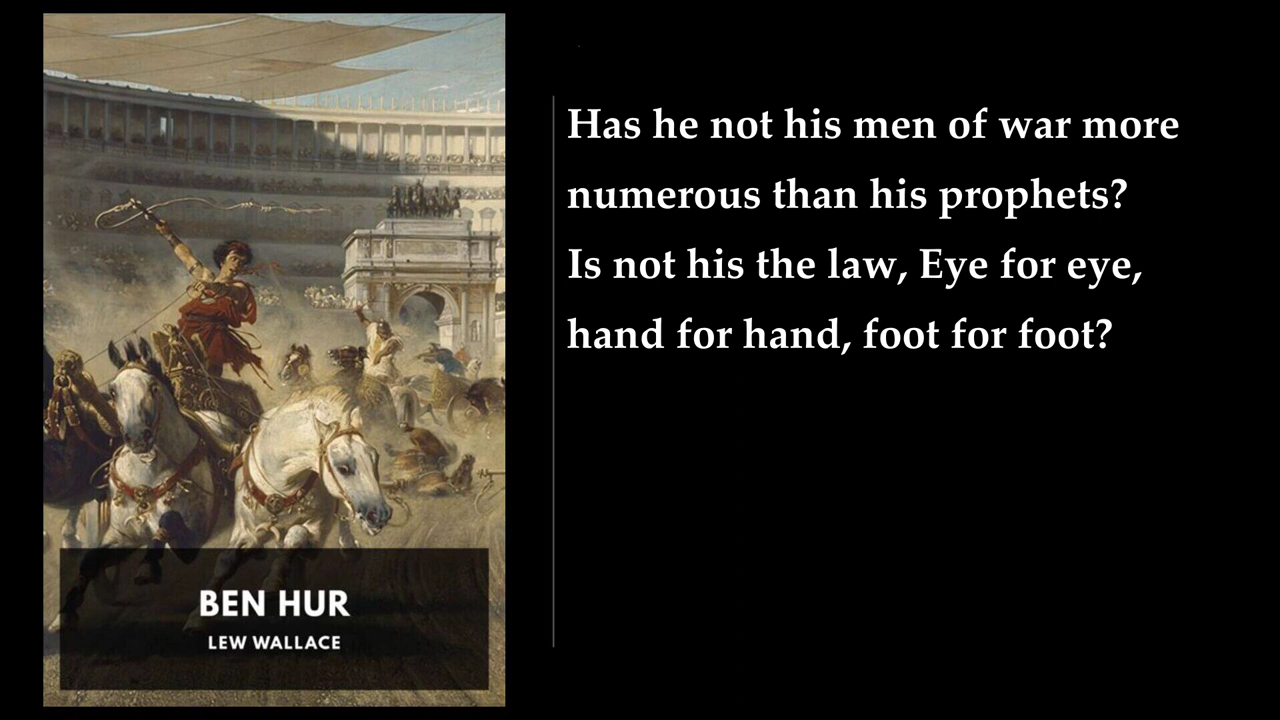 BEN HUR
LEW WALLACE
Has he not his men of war more
numerous than his prophets?
Is not his the law, Eye for eye,
hand for hand, foot for foot?